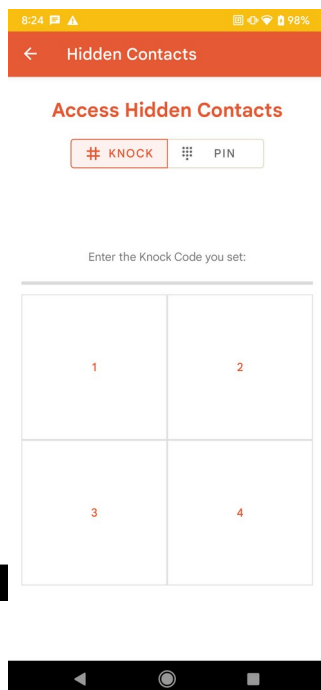 8:24 98%
Hidden Contacts
Access Hidden Contacts
KNOCK PIN
Enter the Knock Code you set:
1 2
3 4